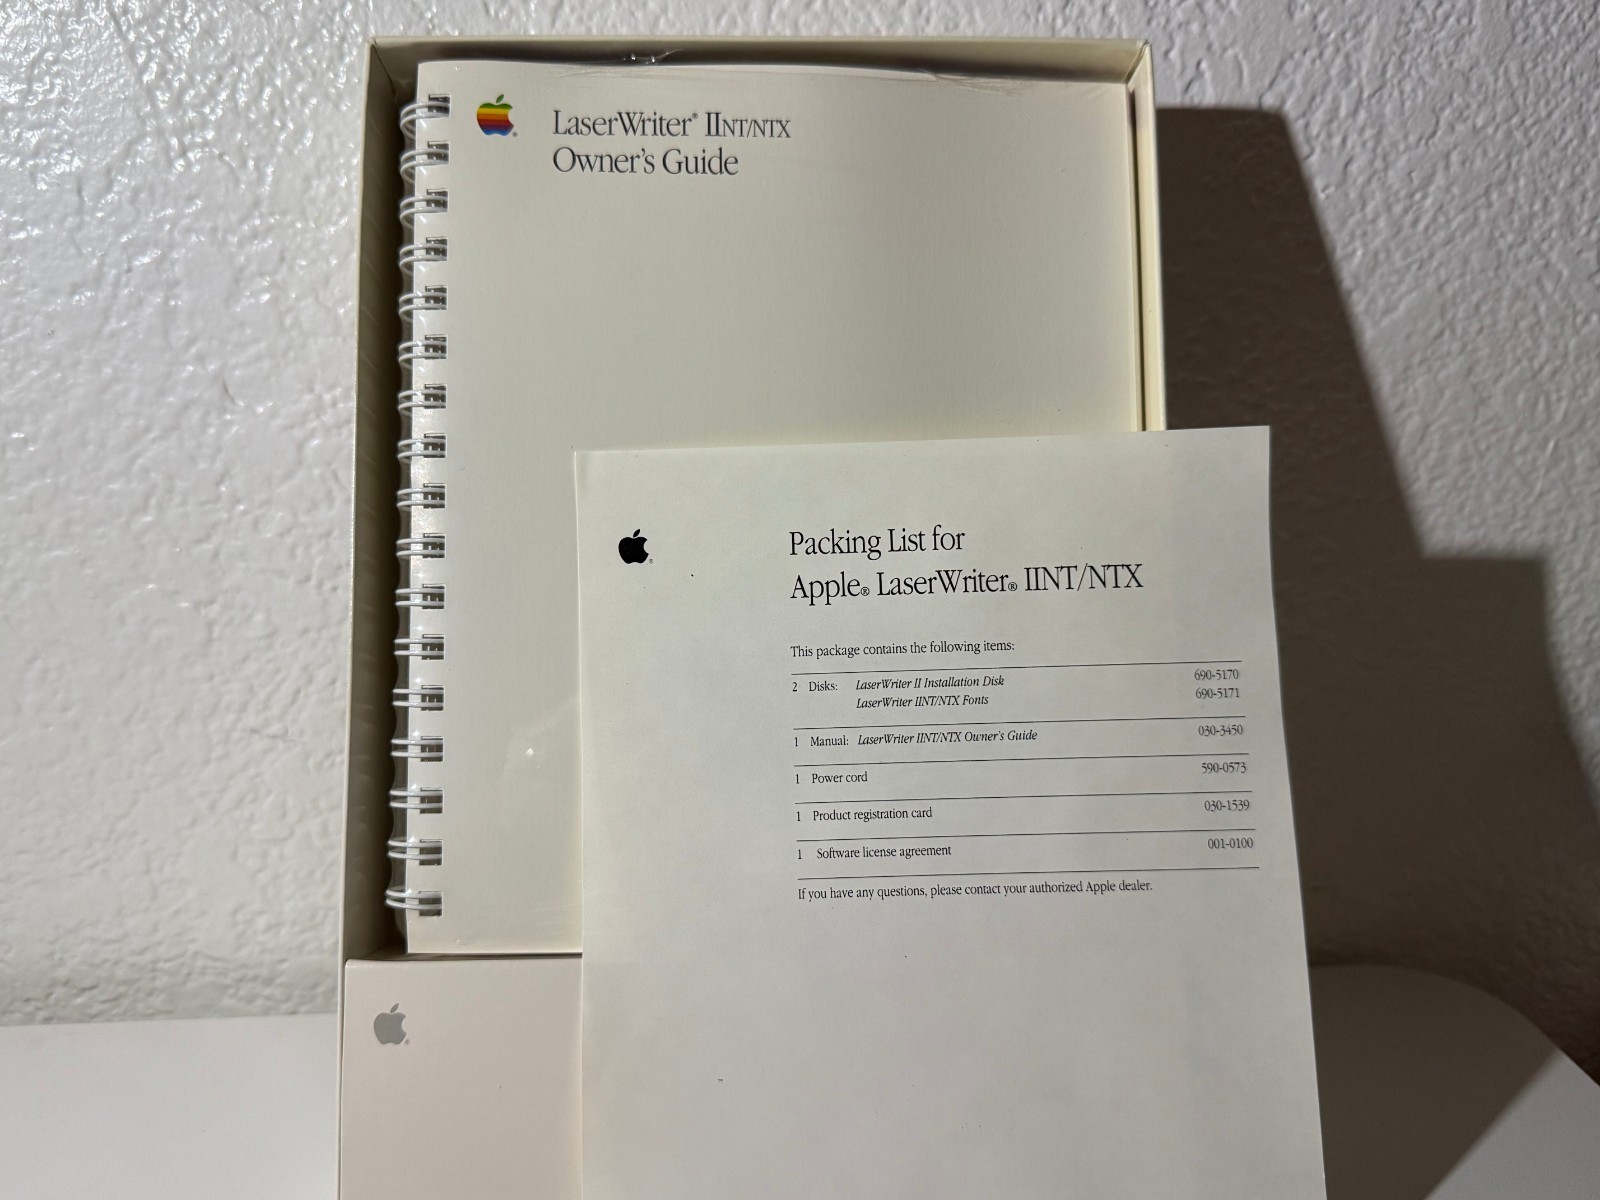 LaserWriter® IINT/NTX
Owner's Guide
Packing List for
Apple® LaserWriter® IINT/NTX
This package contains the following items:
2 Disks: LaserWriter II Installation Disk 690-5170
LaserWriter IINT/NTX Fonts 690-5171
1 Manual: LaserWriter IINT/NTX Owner's Guide 030-3450
1 Power cord 590-0573
1 Product registration card 030-1539
1 Software license agreement 001-0100
If you have any questions, please contact your authorized Apple dealer.